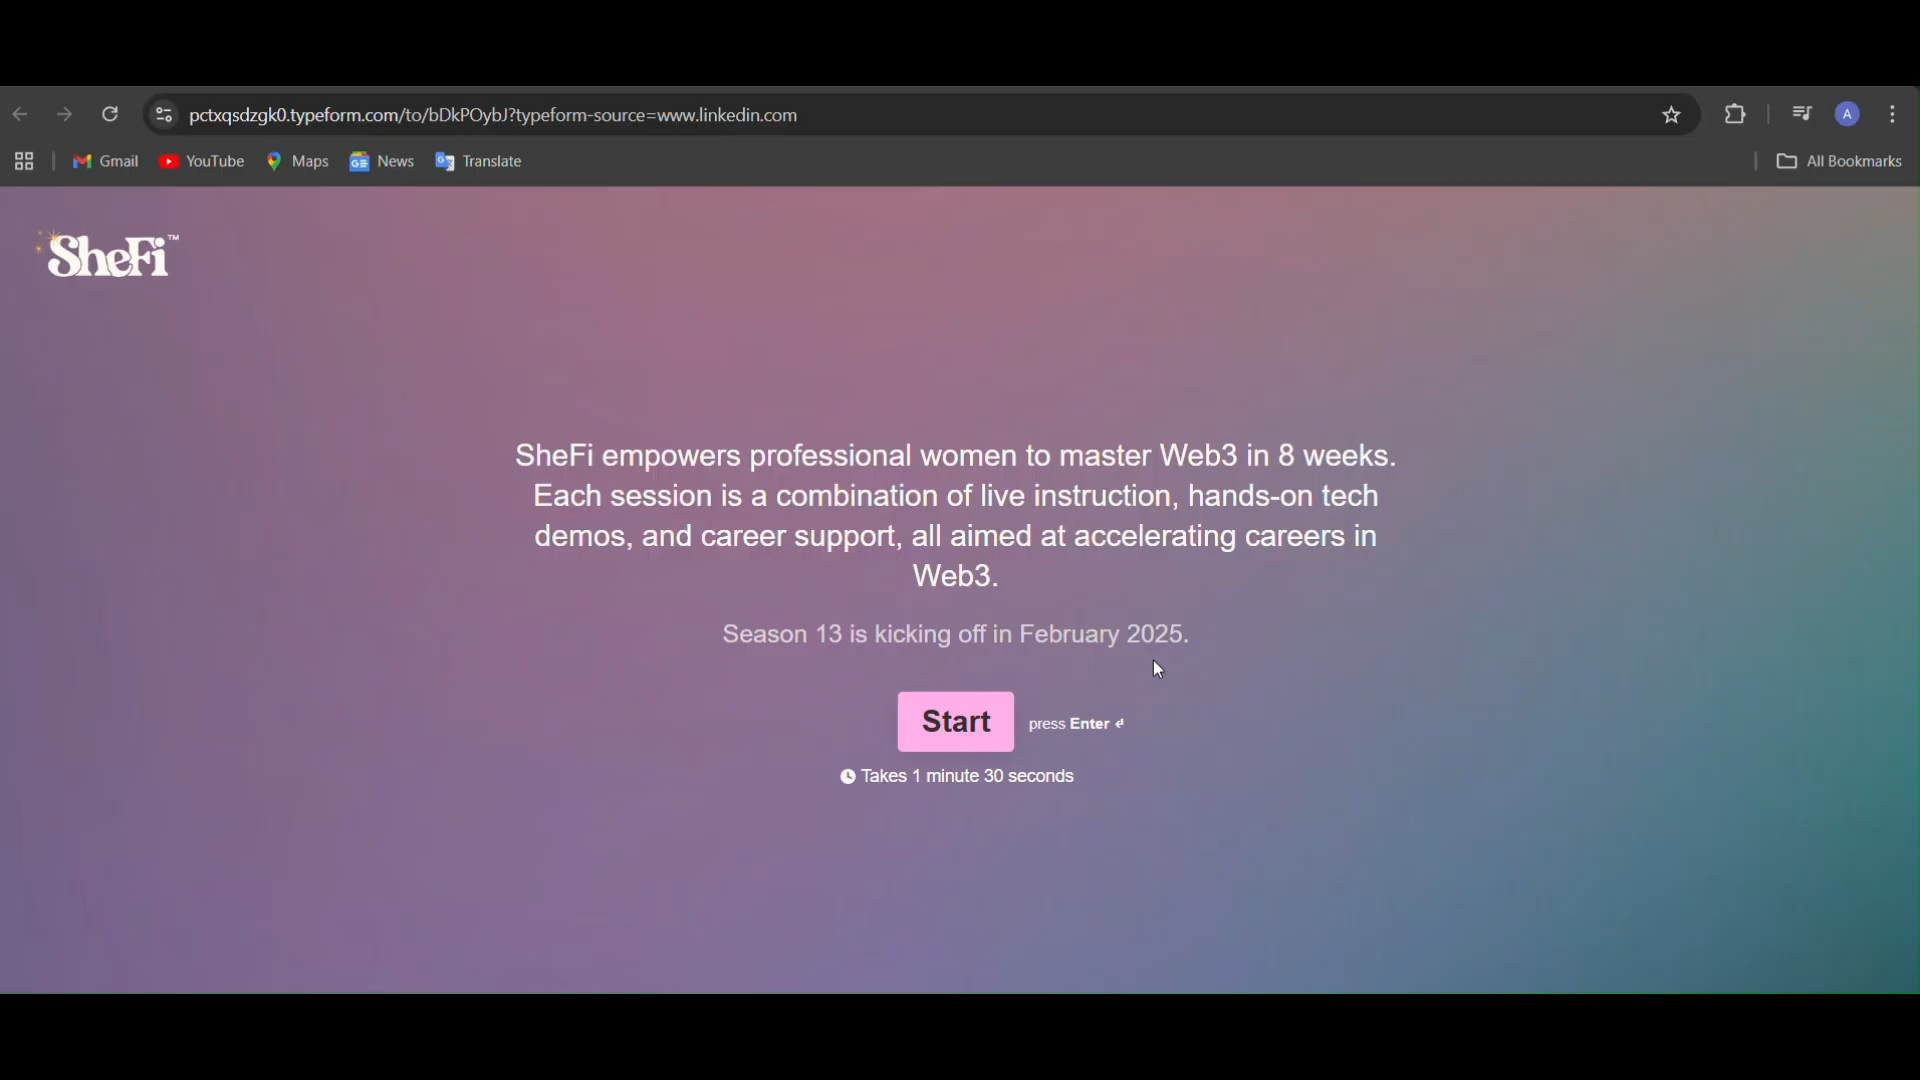 pctxqsdzgk0.typeform.com/to/bDkPOybJ?typeform-source=www.linkedin.com
A
Gmail YouTube Maps News Translate All Bookmarks
SheFi™
SheFi empowers professional women to master Web3 in 8 weeks.
Each session is a combination of live instruction, hands-on tech
demos, and career support, all aimed at accelerating careers in
Web3.
Season 13 is kicking off in February 2025.
Start press Enter ↵
Takes 1 minute 30 seconds